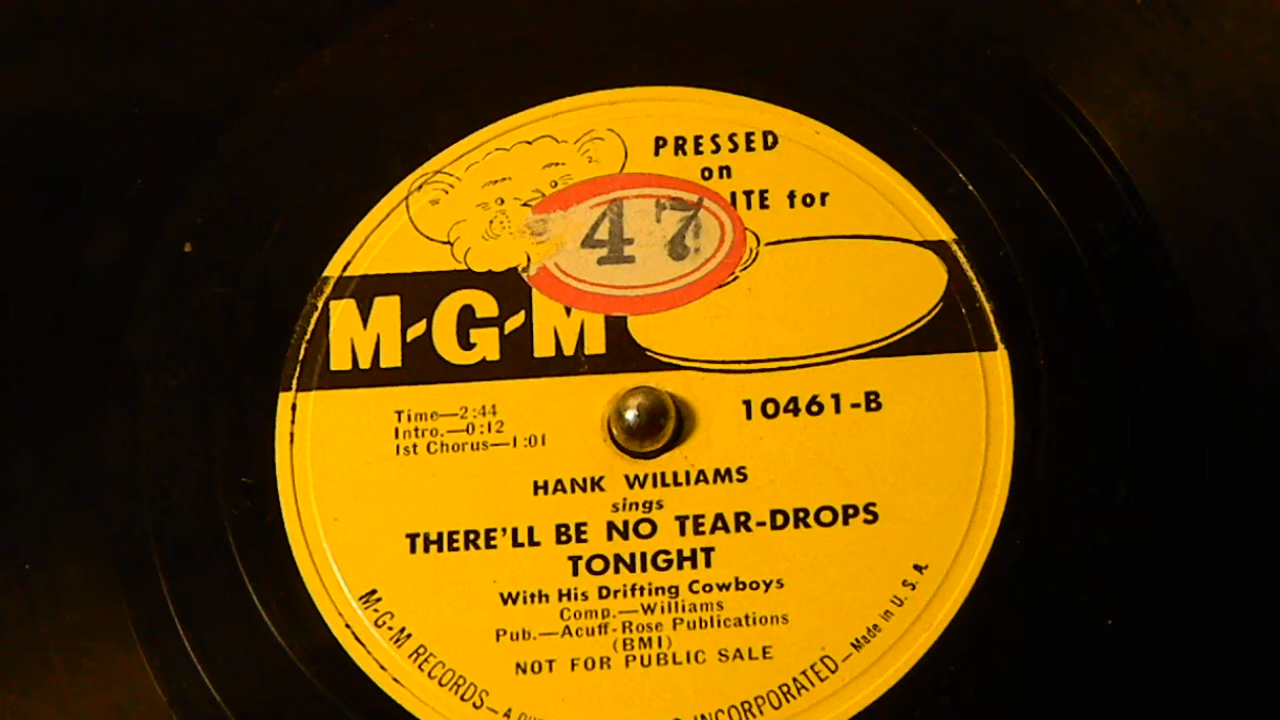 PRESSED
on
ITE for
47
M-G-M
Time—2:44
Intro.—0:12
1st Chorus—1:01
10461-B
HANK WILLIAMS
sings
THERE'LL BE NO TEAR-DROPS
TONIGHT
With His Drifting Cowboys
Comp.—Williams
Pub.—Acuff-Rose Publications
(BMI)
NOT FOR PUBLIC SALE
M-G-M RECORDS—A INCORPORATED—Made in U. S. A.